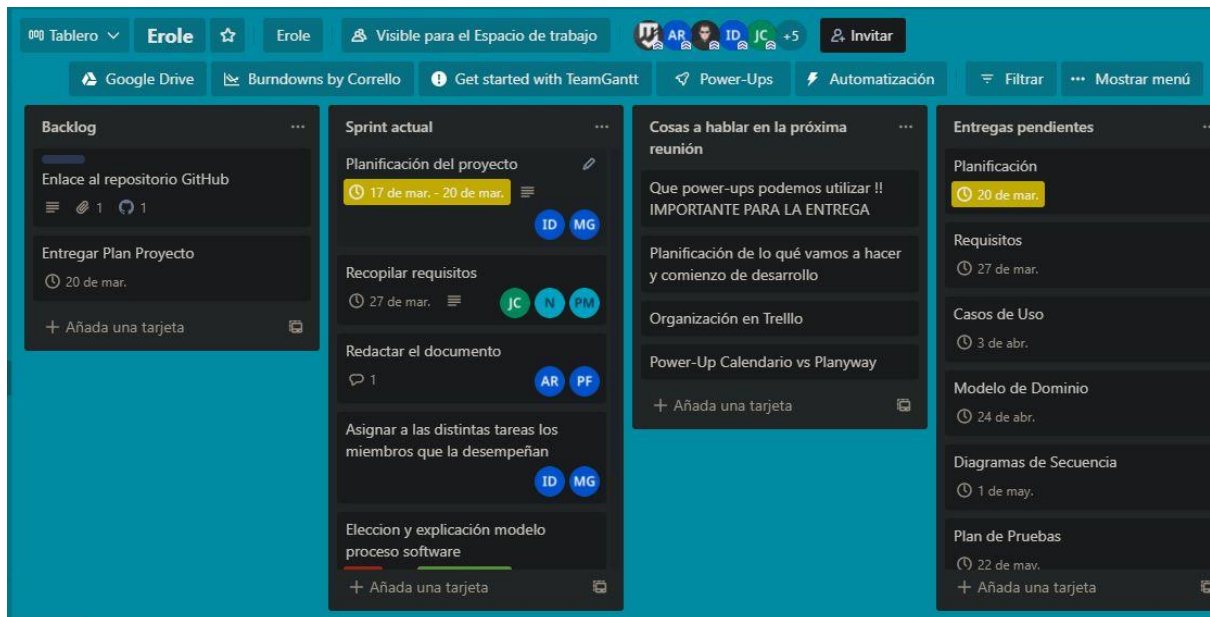 Tablero
Erole
Erole
Visible para el Espacio de trabajo
AR
ID
JC
+5
Invitar
Google Drive
Burndowns by Corrello
Get started with TeamGantt
Power-Ups
Automatización
Filtrar
Mostrar menú
Backlog
Enlace al repositorio GitHub
1
1
Entregar Plan Proyecto
20 de mar.
Añada una tarjeta
Sprint actual
Planificación del proyecto
17 de mar. - 20 de mar.
ID
MG
Recopilar requisitos
27 de mar.
JC
N
PM
Redactar el documento
1
AR
PF
Asignar a las distintas tareas los
miembros que la desempeñan
ID
MG
Eleccion y explicación modelo
proceso software
Añada una tarjeta
Cosas a hablar en la próxima
reunión
Que power-ups podemos utilizar !!
IMPORTANTE PARA LA ENTREGA
Planificación de lo qué vamos a hacer
y comienzo de desarrollo
Organización en Trelllo
Power-Up Calendario vs Planyway
Añada una tarjeta
Entregas pendientes
Planificación
20 de mar.
Requisitos
27 de mar.
Casos de Uso
3 de abr.
Modelo de Dominio
24 de abr.
Diagramas de Secuencia
1 de may.
Plan de Pruebas
22 de may.
Añada una tarjeta